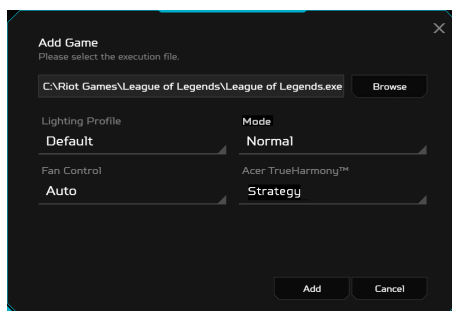 Add Game
Please select the execution file.
C:\Riot Games\League of Legends\League of Legends.exe Browse
Lighting Profile Mode
Default Normal
Fan Control Acer TrueHarmony™
Auto Strategy
Add Cancel